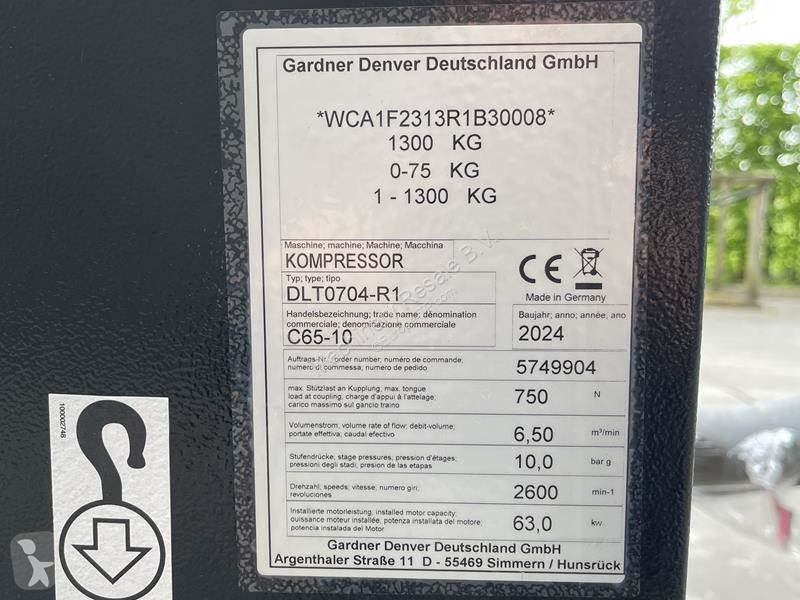 Gardner Denver Deutschland GmbH
*WCA1F2313R1B30008*
1300 KG
0-75 KG
1 - 1300 KG
Maschine; machine; Machine; Macchina
KOMPRESSOR
Typ; type; tipo
DLT0704-R1
Made in Germany
Handelsbezeichnung; trade name; dénomination
commerciale; denominazione commerciale
C65-10
Baujahr; anno; année, ano
2024
Auftrags-Nr.; order number; numéro de commande;
numero di commessa; numero de pedido
5749904
max. Stützlast an Kupplung; max. tongue
load at coupling, charge d'appui à l'attelage;
carico massimo sul gancio traino
750 N
Volumenstrom, volume rate of flow; debit-volume;
portate effettiva; caudal efectivo
6,50 m³/min
Stufendrücke, stage pressures, pression d'étages;
pressioni degli stadi, presion de las etapas
10,0 bar g
Drehzahl; speeds; vitesse; numero giri;
revoluciones
2600 min-1
Installierte motorleistung; installed motor capacity;
ouissance moteur installée; potenza installata del motore;
potencia instalada del Motor
63,0 kw
Gardner Denver Deutschland GmbH
Argenthaler Straße 11 D - 55469 Simmern / Hunsrück
100002748
Machinery Resale B.V.